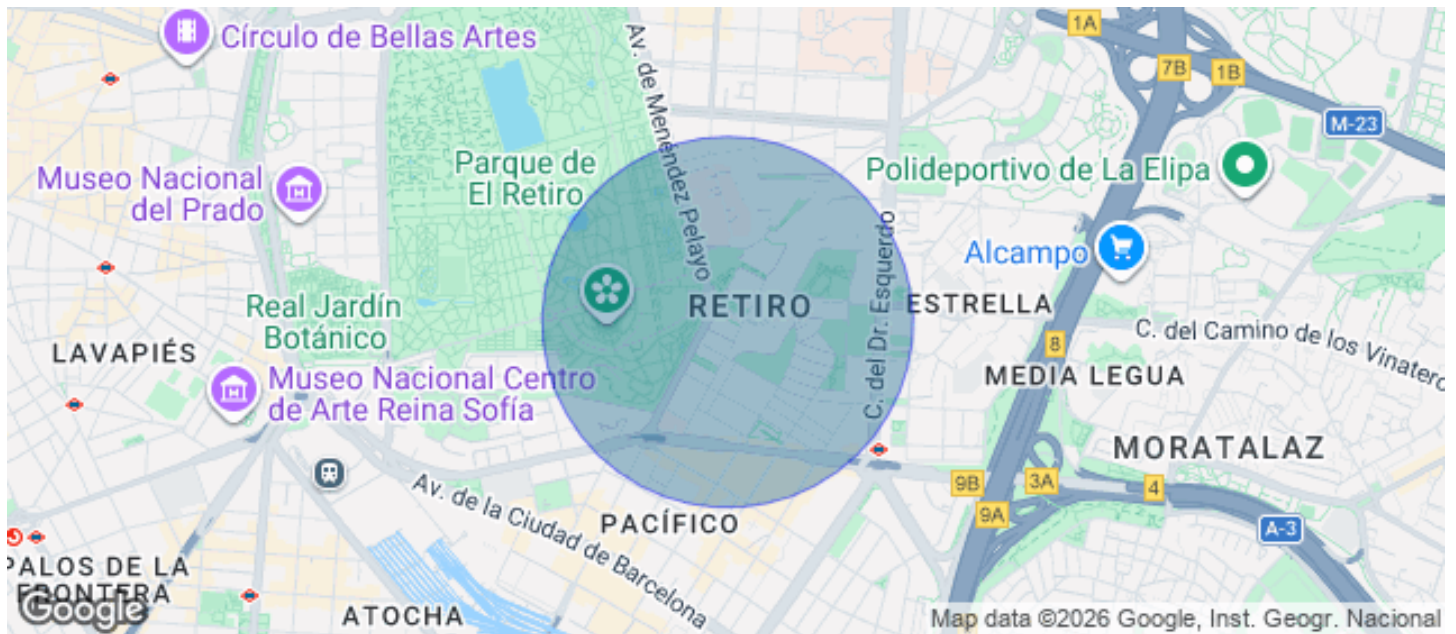 1A
Círculo de Bellas Artes
7B
1B
Av. de Menéndez Pelayo
M-23
Parque de
El Retiro
Polideportivo de La Elipa
Museo Nacional
del Prado
C. del Dr. Esquerdo
Alcampo
RETIRO
ESTRELLA
Real Jardín
Botánico
C. del Camino de los Vinatero
LAVAPIÉS
8
MEDIA LEGUA
Museo Nacional Centro
de Arte Reina Sofía
MORATALAZ
9B
3A
4
Av. de la Ciudad de Barcelona
9A
PACÍFICO
A-3
PALOS DE LA
FRONTERA
Google
ATOCHA
Map data ©2026 Google, Inst. Geogr. Nacional